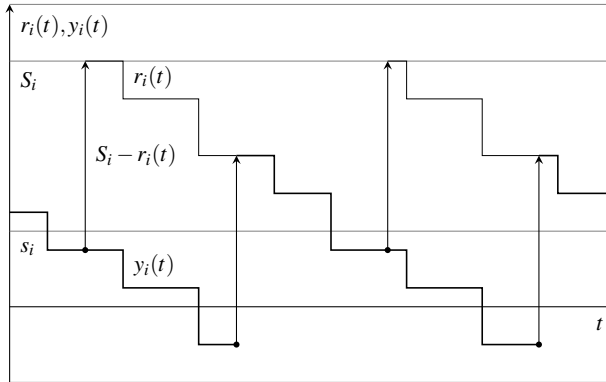 r_i(t), y_i(t)
S_i
r_i(t)
S_i − r_i(t)
s_i
y_i(t)
t